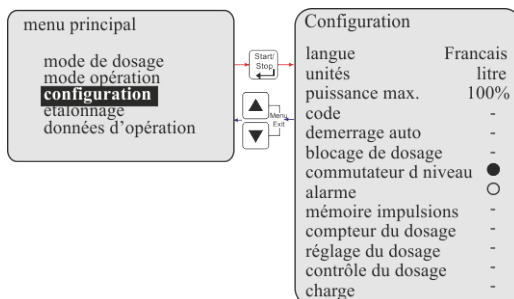 menu principal
mode de dosage
mode opération
configuration
étalonnage
données d'opération
Start/
Stop
Menu
Exit
Configuration
langue Francais
unités litre
puissance max. 100%
code -
demerrage auto -
blocage de dosage -
commutateur d niveau
alarme
mémoire impulsions -
compteur du dosage -
réglage du dosage -
contrôle du dosage -
charge -